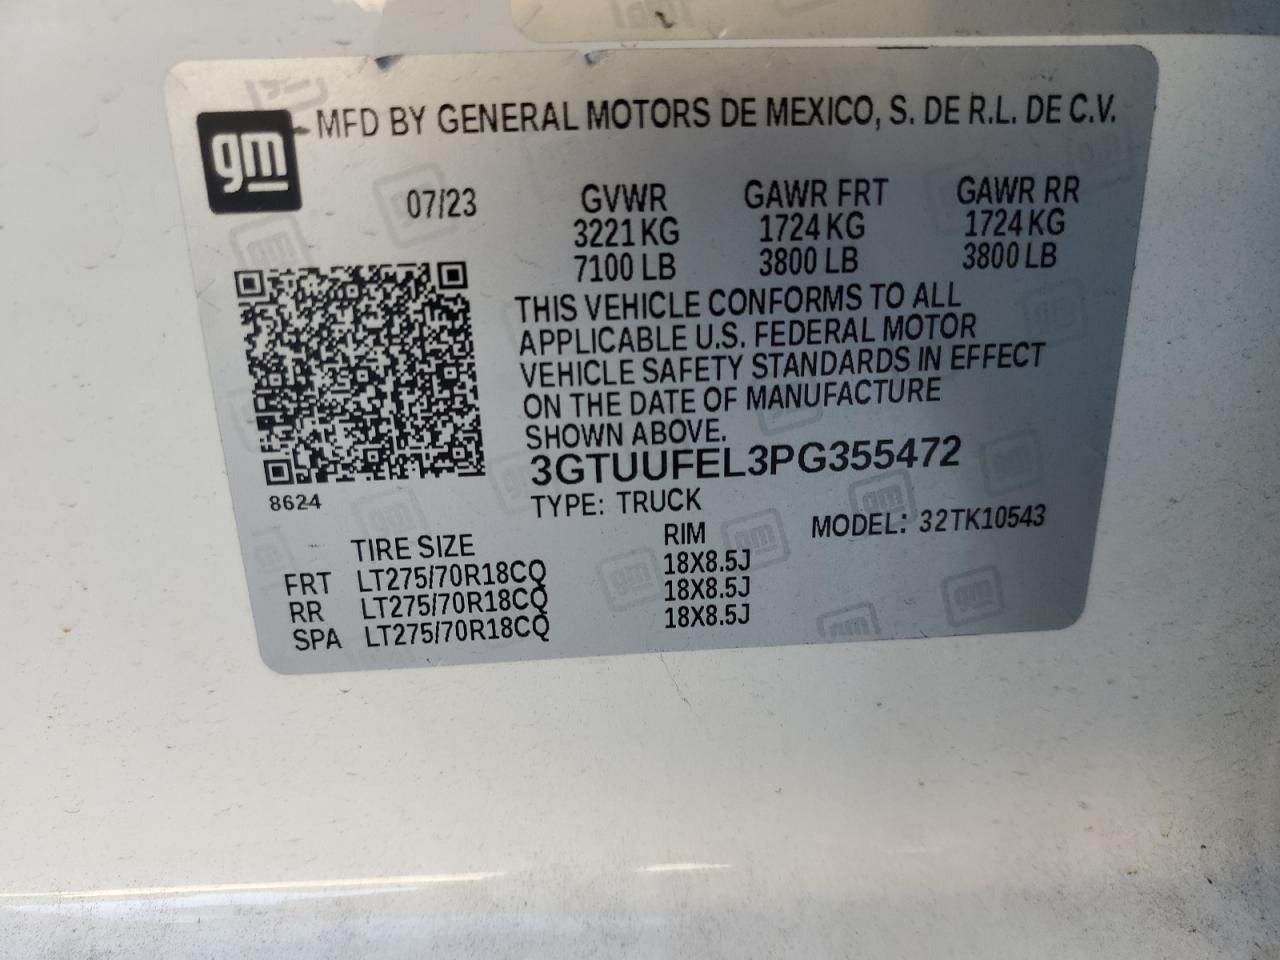 gm MFD BY GENERAL MOTORS DE MEXICO, S. DE R.L. DE C.V.
07/23 GVWR GAWR FRT GAWR RR
3221 KG 1724 KG 1724 KG
7100 LB 3800 LB 3800 LB
THIS VEHICLE CONFORMS TO ALL
APPLICABLE U.S. FEDERAL MOTOR
VEHICLE SAFETY STANDARDS IN EFFECT
ON THE DATE OF MANUFACTURE
SHOWN ABOVE.
3GTUUFEL3PG355472
8624
TYPE: TRUCK
MODEL: 32TK10543
TIRE SIZE RIM
FRT LT275/70R18CQ 18X8.5J
RR LT275/70R18CQ 18X8.5J
SPA LT275/70R18CQ 18X8.5J